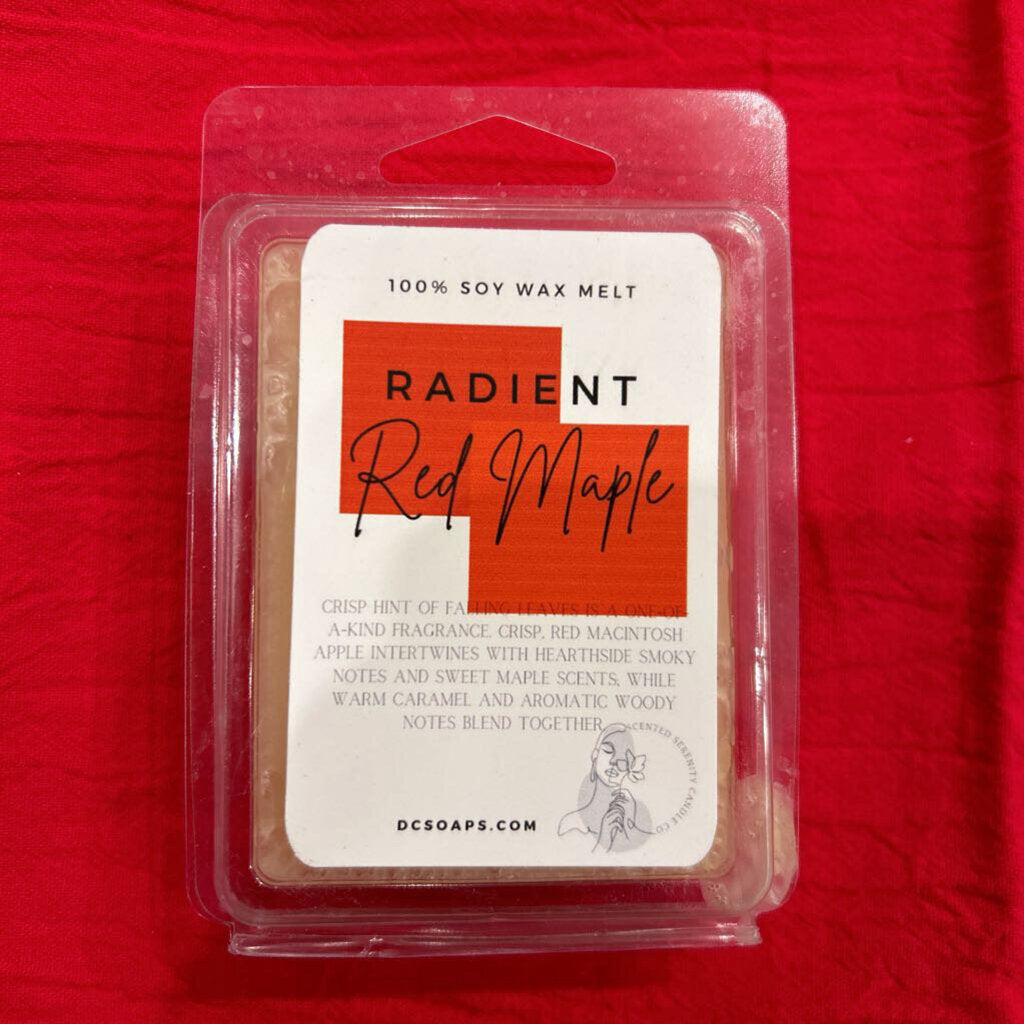 100% SOY WAX MELT
RADIENT
Red Maple
CRISP HINT OF FALLING LEAVES IS A ONE-OF-
A-KIND FRAGRANCE. CRISP, RED MACINTOSH
APPLE INTERTWINES WITH HEARTHSIDE SMOKY
NOTES AND SWEET MAPLE SCENTS, WHILE
WARM CARAMEL AND AROMATIC WOODY
NOTES BLEND TOGETHER.
SCENTED SERENITY CANDLE CO
DCSOAPS.COM